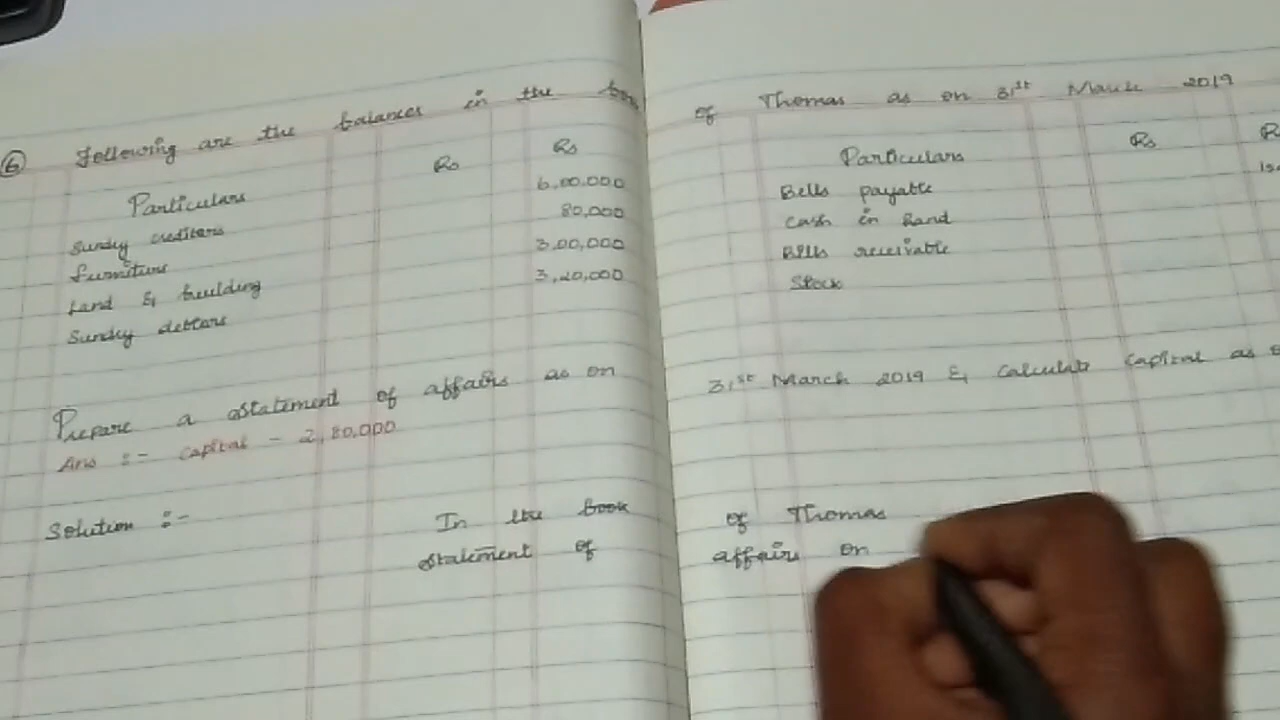 6 Following are the balances in the book of Thomas as on 31st March 2019
Particulars Rs Rs Particulars Rs
Sundry creditors 6,00,000 Bills payable
Furniture 80,000 Cash in hand
Land & building 3,00,000 Bills receivable
Sundry debtors 3,20,000 Stock
Prepare a statement of affairs as on 31st March 2019 & calculate capital as
Ans :- Capital - 2,80,000
Solution :- In the book of Thomas
Statement of affairs on